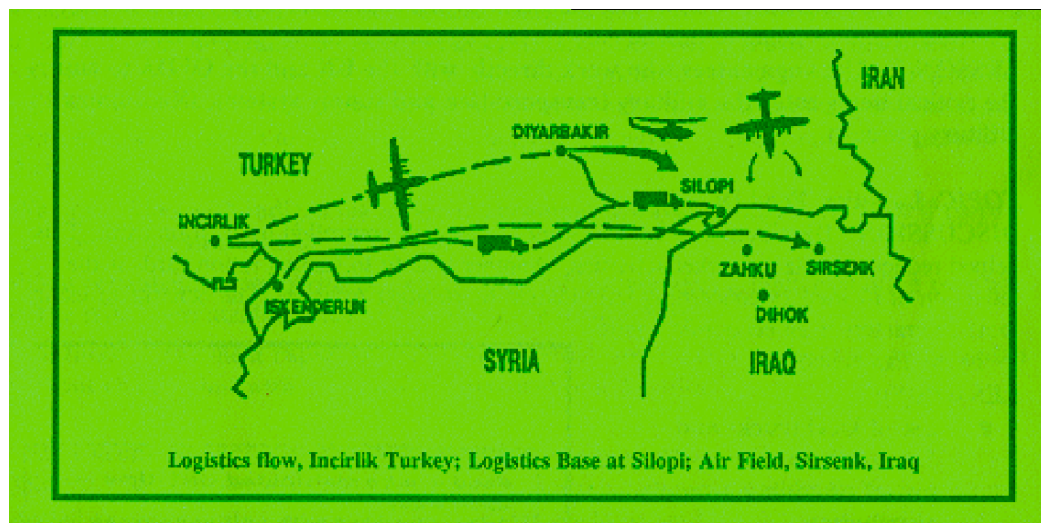 IRAN
DIYARBAKIR
TURKEY
SILOPI
INCIRLIK
ZAHKU
SIRSENK
ISKENDERUN
DIHOK
SYRIA
IRAQ
Logistics flow, Incirlik Turkey; Logistics Base at Silopi; Air Field, Sirsenk, Iraq